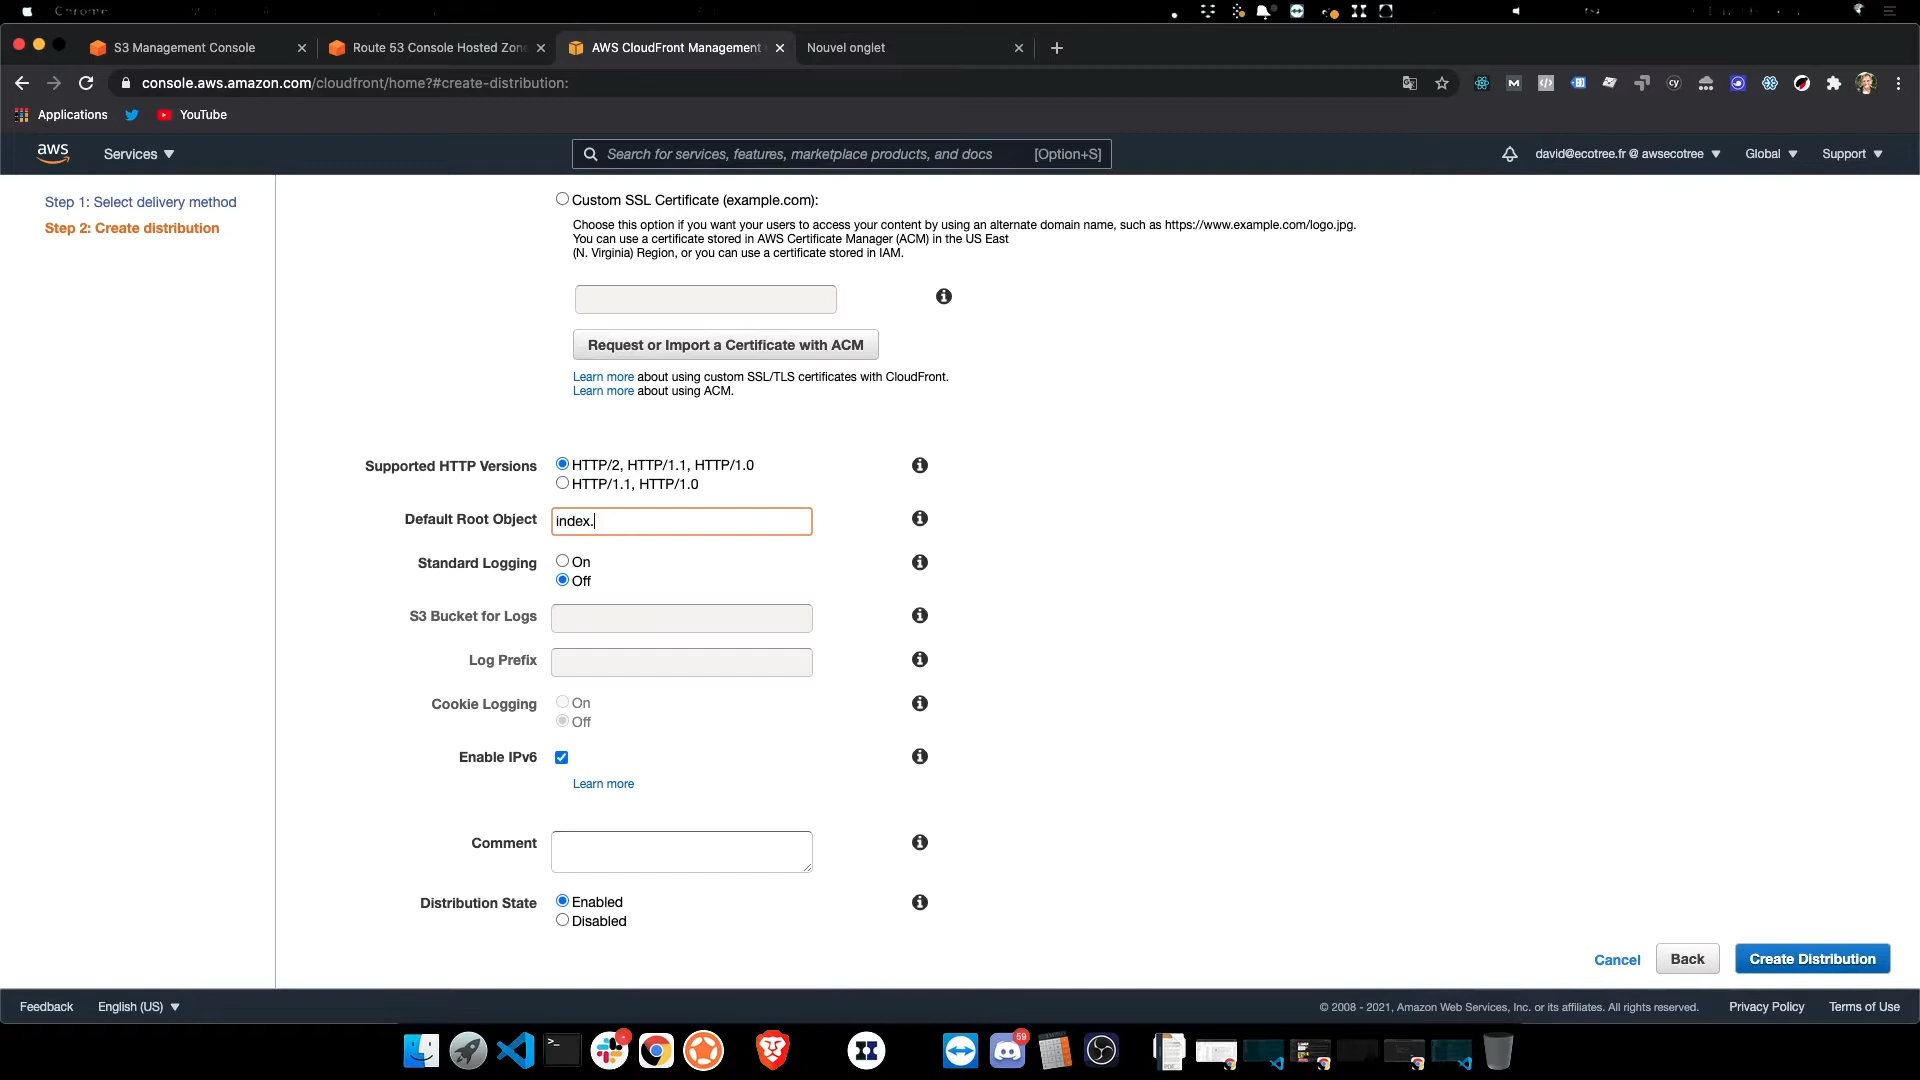 Chrome
S3 Management Console
Route 53 Console Hosted Zon
AWS CloudFront Management
Nouvel onglet
console.aws.amazon.com/cloudfront/home?#create-distribution:
Applications
YouTube
aws
Services
Search for services, features, marketplace products, and docs
[Option+S]
david@ecotree.fr @ awsecotree
Global
Support
Step 1: Select delivery method
Step 2: Create distribution
Custom SSL Certificate (example.com):
Choose this option if you want your users to access your content by using an alternate domain name, such as https://www.example.com/logo.jpg.
You can use a certificate stored in AWS Certificate Manager (ACM) in the US East
(N. Virginia) Region, or you can use a certificate stored in IAM.
Request or Import a Certificate with ACM
Learn more about using custom SSL/TLS certificates with CloudFront.
Learn more about using ACM.
Supported HTTP Versions
HTTP/2, HTTP/1.1, HTTP/1.0
HTTP/1.1, HTTP/1.0
Default Root Object
index.
Standard Logging
On
Off
S3 Bucket for Logs
Log Prefix
Cookie Logging
On
Off
Enable IPv6
Learn more
Comment
Distribution State
Enabled
Disabled
Cancel
Back
Create Distribution
Feedback
English (US)
© 2008 - 2021, Amazon Web Services, Inc. or its affiliates. All rights reserved.
Privacy Policy
Terms of Use
59